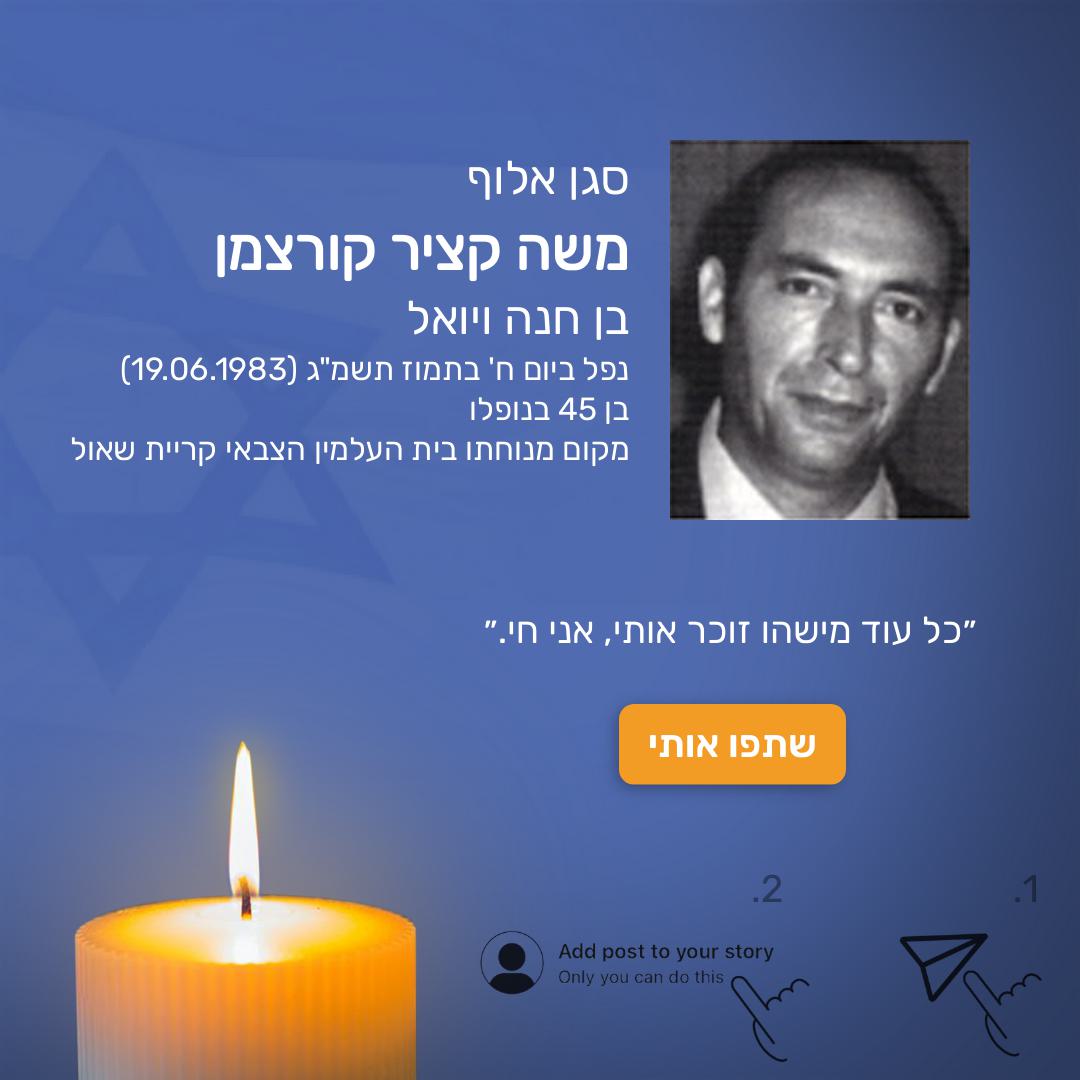 סגן אלוף
משה קציר קורצמן
בן חנה ויואל
נפל ביום ח' בתמוז תשמ"ג (19.06.1983)
בן 45 בנופלו
מקום מנוחתו בית העלמין הצבאי קריית שאול
״כל עוד מישהו זוכר אותי, אני חי.״
שתפו אותי
1.
2.
Add post to your story
Only you can do this